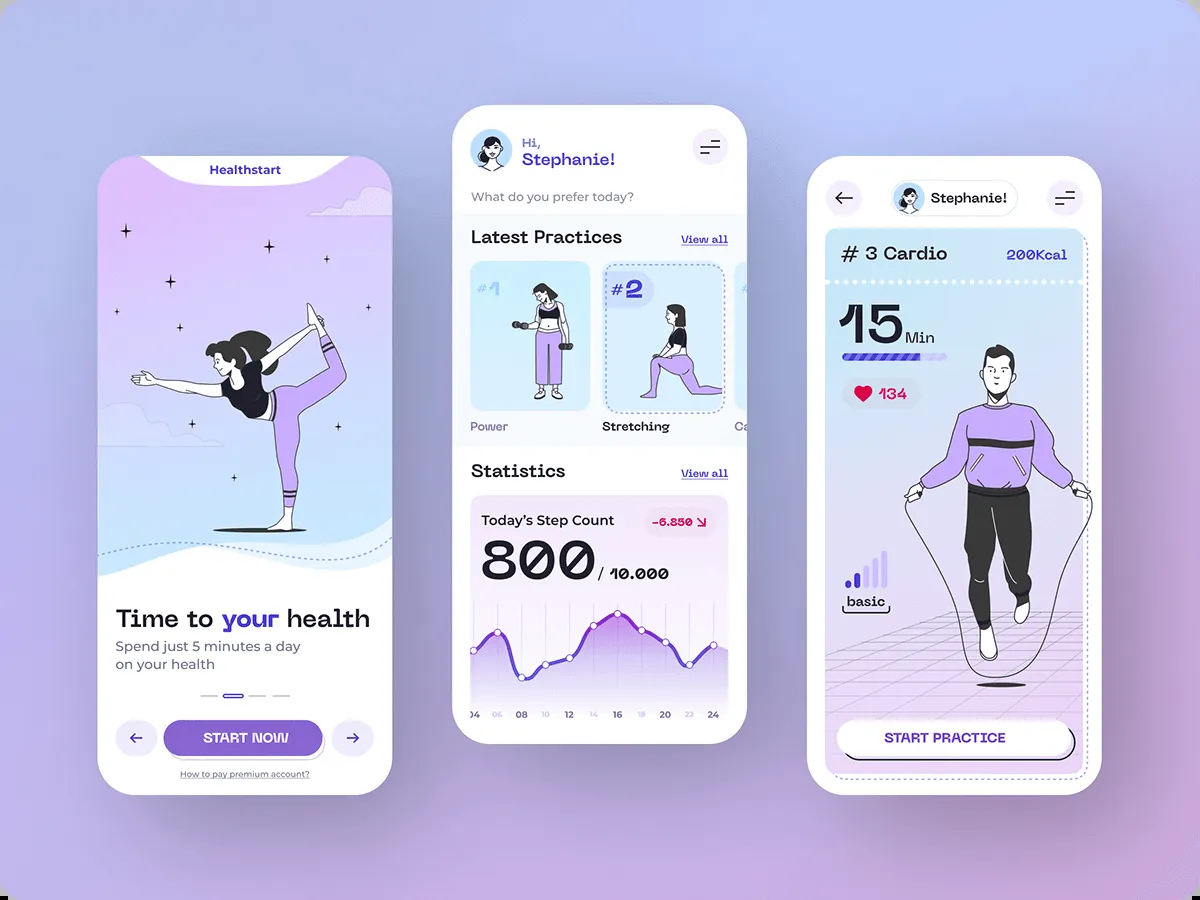 Healthstart
Time to your health
Spend just 5 minutes a day
on your health
START NOW
How to pay premium account?
Hi,
Stephanie!
What do you prefer today?
Latest Practices View all
#1
#2
#
Power Stretching Ca
Statistics View all
Today's Step Count -6.850
800 / 10.000
04 06 08 10 12 14 16 18 20 22 24
Stephanie!
# 3 Cardio 200Kcal
15 Min
134
basic
START PRACTICE